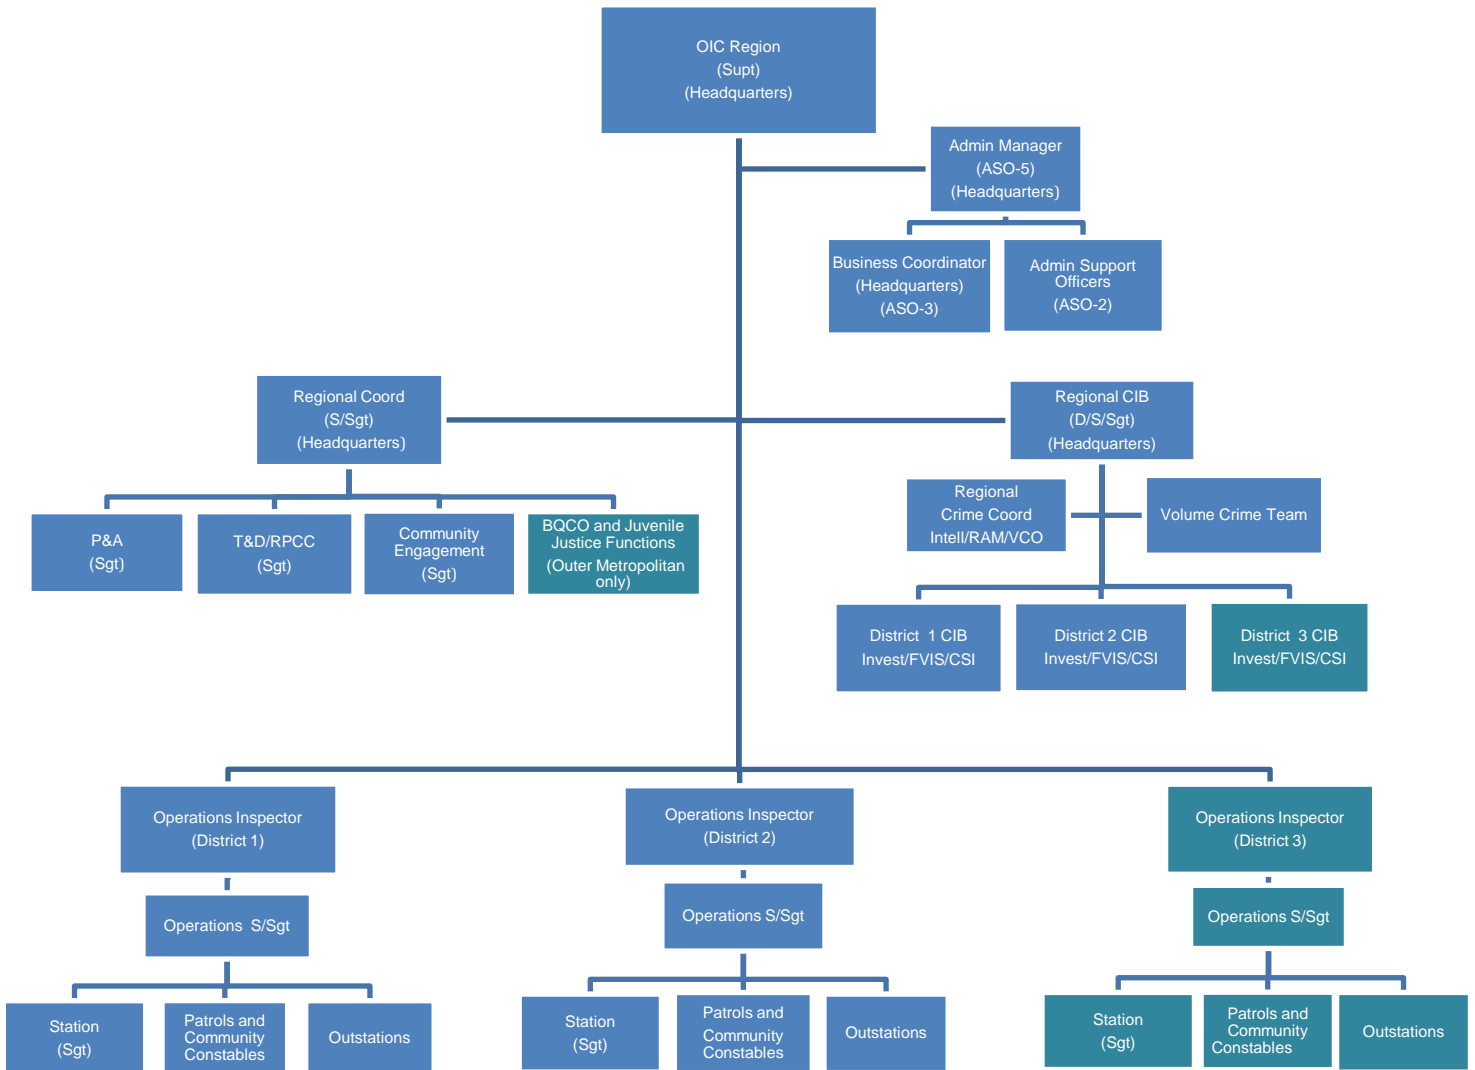 OIC Region
(Supt)
(Headquarters)
Admin Manager
(ASO-5)
(Headquarters)
Business Coordinator
(Headquarters)
(ASO-3)
Admin Support
Officers
(ASO-2)
Regional Coord
(S/Sgt)
(Headquarters)
Regional CIB
(D/S/Sgt)
(Headquarters)
P&A
(Sgt)
T&D/RPCC
(Sgt)
Community
Engagement
(Sgt)
BQCO and Juvenile
Justice Functions
(Outer Metropolitan
only)
Regional
Crime Coord
Intell/RAM/VCO
Volume Crime Team
District 1 CIB
Invest/FVIS/CSI
District 2 CIB
Invest/FVIS/CSI
District 3 CIB
Invest/FVIS/CSI
Operations Inspector
(District 1)
Operations Inspector
(District 2)
Operations Inspector
(District 3)
Operations S/Sgt
Operations S/Sgt
Operations S/Sgt
Station
(Sgt)
Patrols and
Community
Constables
Outstations
Station
(Sgt)
Patrols and
Community
Constables
Outstations
Station
(Sgt)
Patrols and
Community
Constables
Outstations